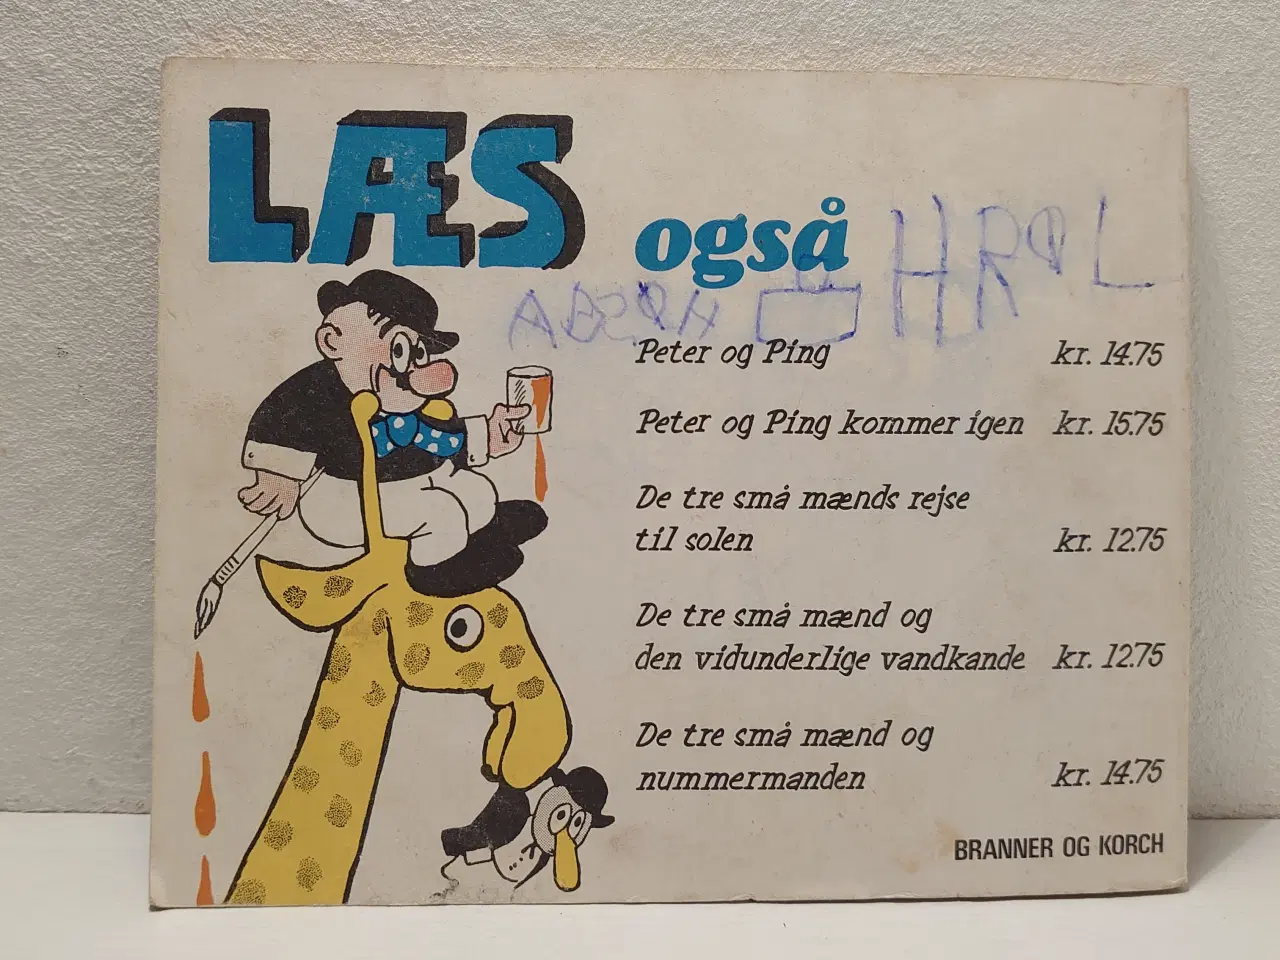 LÆS også
Peter og Ping kr. 14.75
Peter og Ping kommer igen kr. 15.75
De tre små mænds rejse
til solen kr. 12.75
De tre små mænd og
den vidunderlige vandkande kr. 12.75
De tre små mænd og
nummermanden kr. 14.75
BRANNER OG KORCH